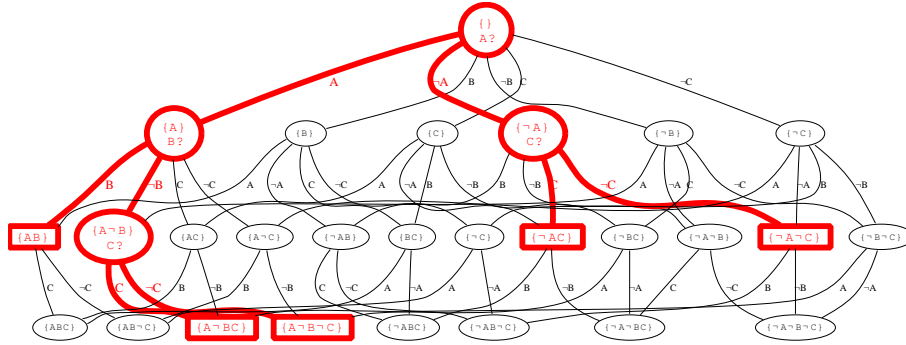 {}
A?
A ¬A B ¬B C ¬C
{A}
B?
{B} {C}
{¬A}
C?
{¬B} {¬C}
B ¬B C ¬C A ¬A C ¬C A ¬A B ¬B B ¬B C ¬C A ¬A C ¬C A ¬A B ¬B
{AB}
{A¬B}
C?
{AC} {A¬C} {¬AB} {BC} {¬C} {¬AC} {¬BC} {¬A¬B} {¬A¬C} {¬B¬C}
C ¬C C ¬C B ¬B B ¬B C ¬C A ¬A A ¬A B ¬B A ¬A C ¬C B ¬B A ¬A
{ABC} {AB¬C} {A¬BC} {A¬B¬C} {¬ABC} {¬AB¬C} {¬A¬BC} {¬A¬B¬C}